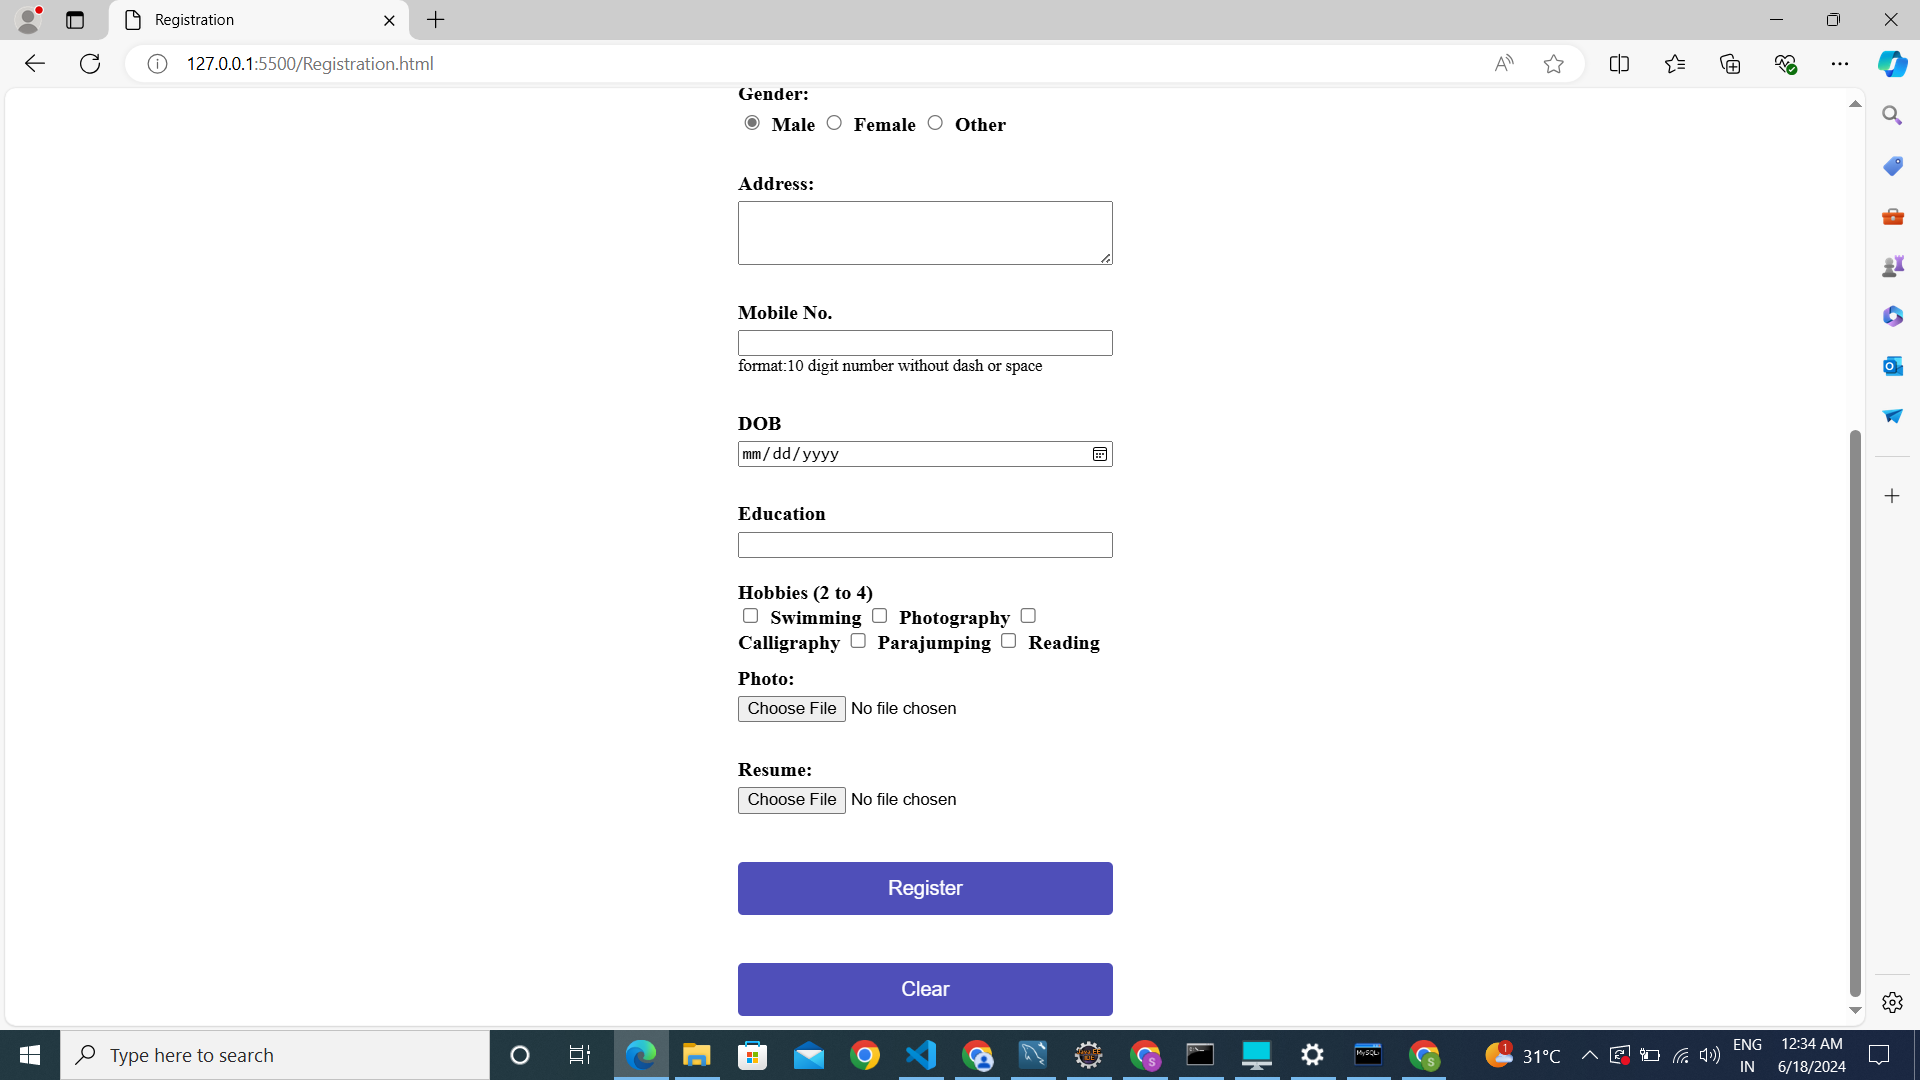 Registration
127.0.0.1:5500/Registration.html
Gender:
Male Female Other
Address:
Mobile No.
format:10 digit number without dash or space
DOB
mm/dd/yyyy
Education
Hobbies (2 to 4)
Swimming Photography
Calligraphy Parajumping Reading
Photo:
Choose File No file chosen
Resume:
Choose File No file chosen
Register
Clear
Type here to search
1
31°C
ENG
IN
12:34 AM
6/18/2024